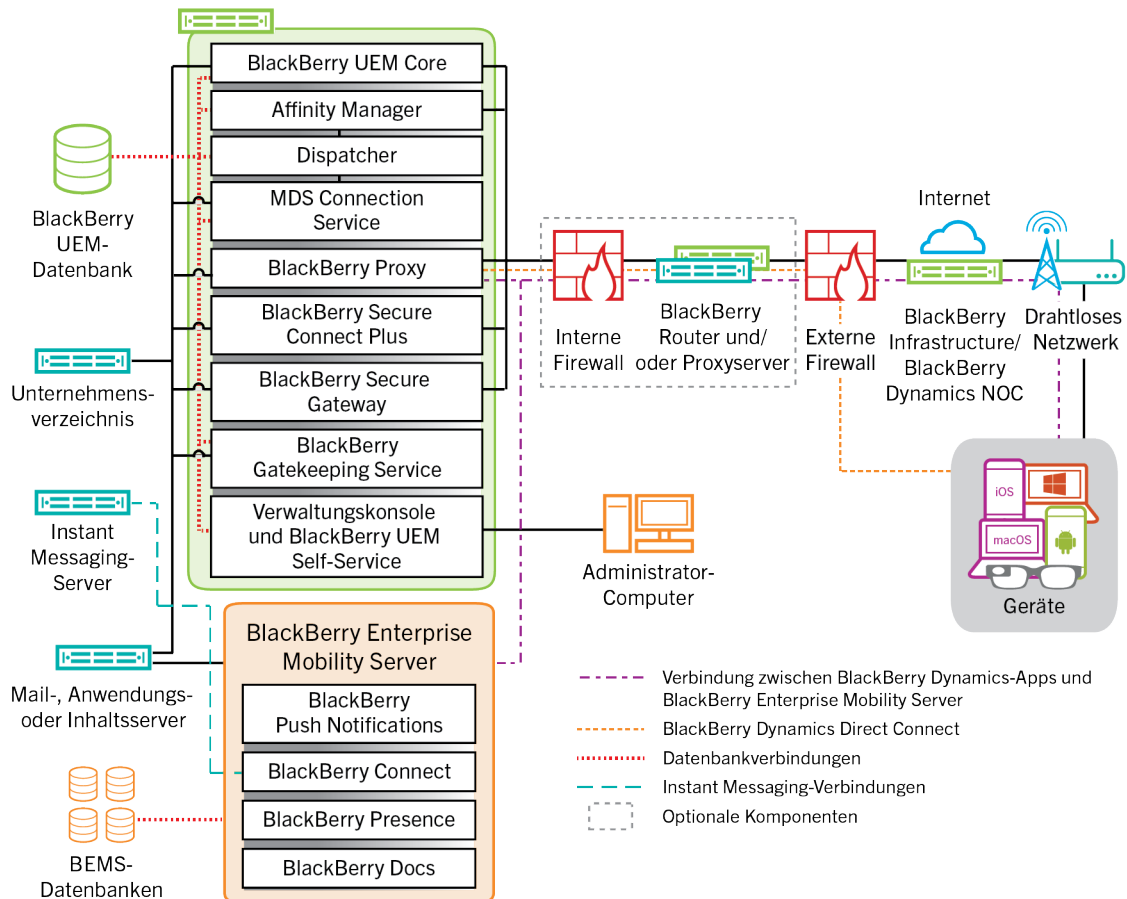 BlackBerry UEM Core
Affinity Manager
Dispatcher
MDS Connection
Service
BlackBerry Proxy
BlackBerry Secure
Connect Plus
BlackBerry Secure
Gateway
BlackBerry
Gatekeeping Service
Verwaltungskonsole
und BlackBerry UEM
Self-Service
BlackBerry
UEM-
Datenbank
Unternehmens-
verzeichnis
Instant
Messaging-
Server
Mail-, Anwendungs-
oder Inhaltsserver
BEMS-
Datenbanken
BlackBerry Enterprise
Mobility Server
BlackBerry
Push Notifications
BlackBerry Connect
BlackBerry Presence
BlackBerry Docs
Interne
Firewall
BlackBerry
Router und/
oder Proxyserver
Externe
Firewall
Internet
BlackBerry
Infrastructure/
BlackBerry
Dynamics NOC
Drahtloses
Netzwerk
Administrator-
Computer
iOS
macOS
Geräte
Verbindung zwischen BlackBerry Dynamics-Apps und
BlackBerry Enterprise Mobility Server
BlackBerry Dynamics Direct Connect
Datenbankverbindungen
Instant Messaging-Verbindungen
Optionale Komponenten